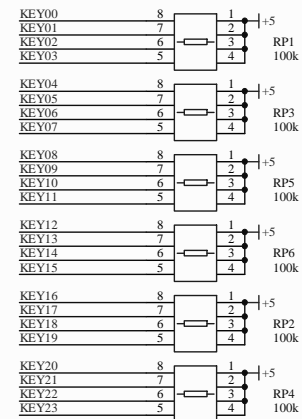 KEY00 8 1 +5
KEY01 7 2
KEY02 6 3 RP1
KEY03 5 4 100k
KEY04 8 1 +5
KEY05 7 2
KEY06 6 3 RP3
KEY07 5 4 100k
KEY08 8 1 +5
KEY09 7 2
KEY10 6 3 RP5
KEY11 5 4 100k
KEY12 8 1 +5
KEY13 7 2
KEY14 6 3 RP6
KEY15 5 4 100k
KEY16 8 1 +5
KEY17 7 2
KEY18 6 3 RP2
KEY19 5 4 100k
KEY20 8 1 +5
KEY21 7 2
KEY22 6 3 RP4
KEY23 5 4 100k